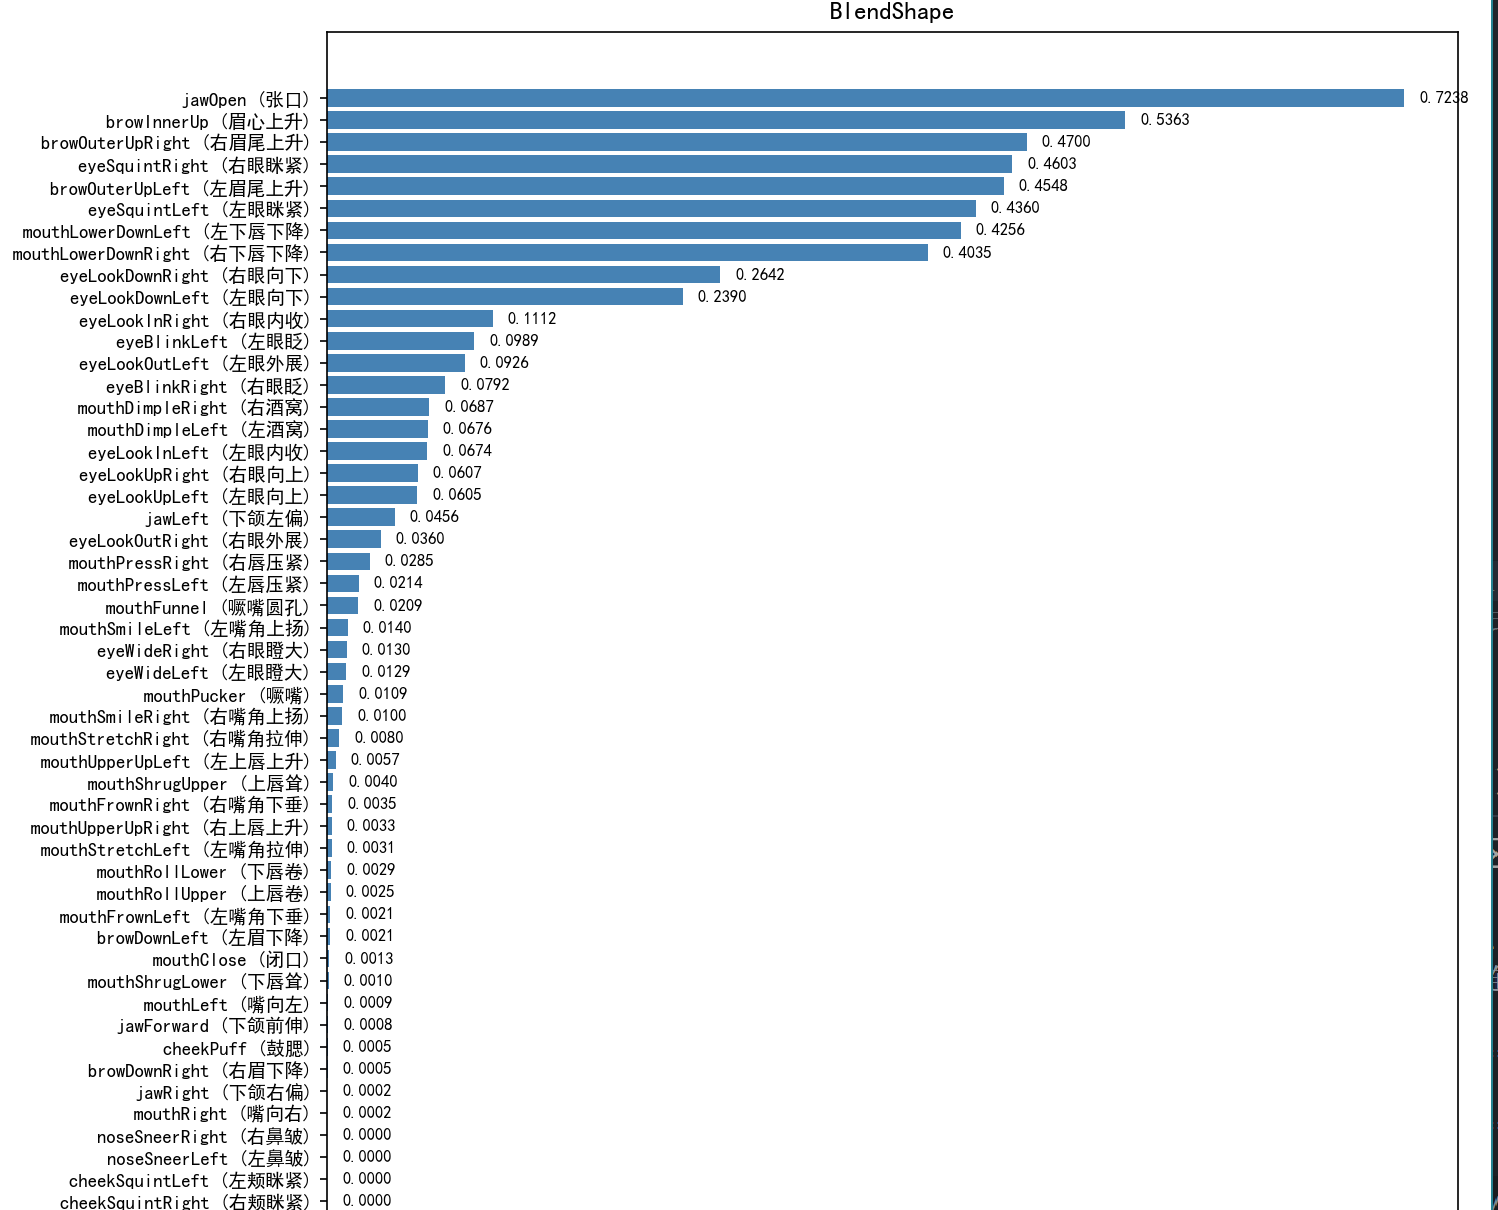 BlendShape
jawOpen (张口) 0.7238
browInnerUp (眉心上升) 0.5363
browOuterUpRight (右眉尾上升) 0.4700
eyeSquintRight (右眼眯紧) 0.4603
browOuterUpLeft (左眉尾上升) 0.4548
eyeSquintLeft (左眼眯紧) 0.4360
mouthLowerDownLeft (左下唇下降) 0.4256
mouthLowerDownRight (右下唇下降) 0.4035
eyeLookDownRight (右眼向下) 0.2642
eyeLookDownLeft (左眼向下) 0.2390
eyeLookInRight (右眼内收) 0.1112
eyeBlinkLeft (左眼眨) 0.0989
eyeLookOutLeft (左眼外展) 0.0926
eyeBlinkRight (右眼眨) 0.0792
mouthDimpleRight (右酒窝) 0.0687
mouthDimpleLeft (左酒窝) 0.0676
eyeLookInLeft (左眼内收) 0.0674
eyeLookUpRight (右眼向上) 0.0607
eyeLookUpLeft (左眼向上) 0.0605
jawLeft (下颌左偏) 0.0456
eyeLookOutRight (右眼外展) 0.0360
mouthPressRight (右唇压紧) 0.0285
mouthPressLeft (左唇压紧) 0.0214
mouthFunnel (噘嘴圆孔) 0.0209
mouthSmileLeft (左嘴角上扬) 0.0140
eyeWideRight (右眼瞪大) 0.0130
eyeWideLeft (左眼瞪大) 0.0129
mouthPucker (噘嘴) 0.0109
mouthSmileRight (右嘴角上扬) 0.0100
mouthStretchRight (右嘴角拉伸) 0.0080
mouthUpperUpLeft (左上唇上升) 0.0057
mouthShrugUpper (上唇耸) 0.0040
mouthFrownRight (右嘴角下垂) 0.0035
mouthUpperUpRight (右上唇上升) 0.0033
mouthStretchLeft (左嘴角拉伸) 0.0031
mouthRollLower (下唇卷) 0.0029
mouthRollUpper (上唇卷) 0.0025
mouthFrownLeft (左嘴角下垂) 0.0021
browDownLeft (左眉下降) 0.0021
mouthClose (闭口) 0.0013
mouthShrugLower (下唇耸) 0.0010
mouthLeft (嘴向左) 0.0009
jawForward (下颌前伸) 0.0008
cheekPuff (鼓腮) 0.0005
browDownRight (右眉下降) 0.0005
jawRight (下颌右偏) 0.0002
mouthRight (嘴向右) 0.0002
noseSneerRight (右鼻皱) 0.0000
noseSneerLeft (左鼻皱) 0.0000
cheekSquintLeft (左颊眯紧) 0.0000
cheekSquintRight (右颊眯紧) 0.0000